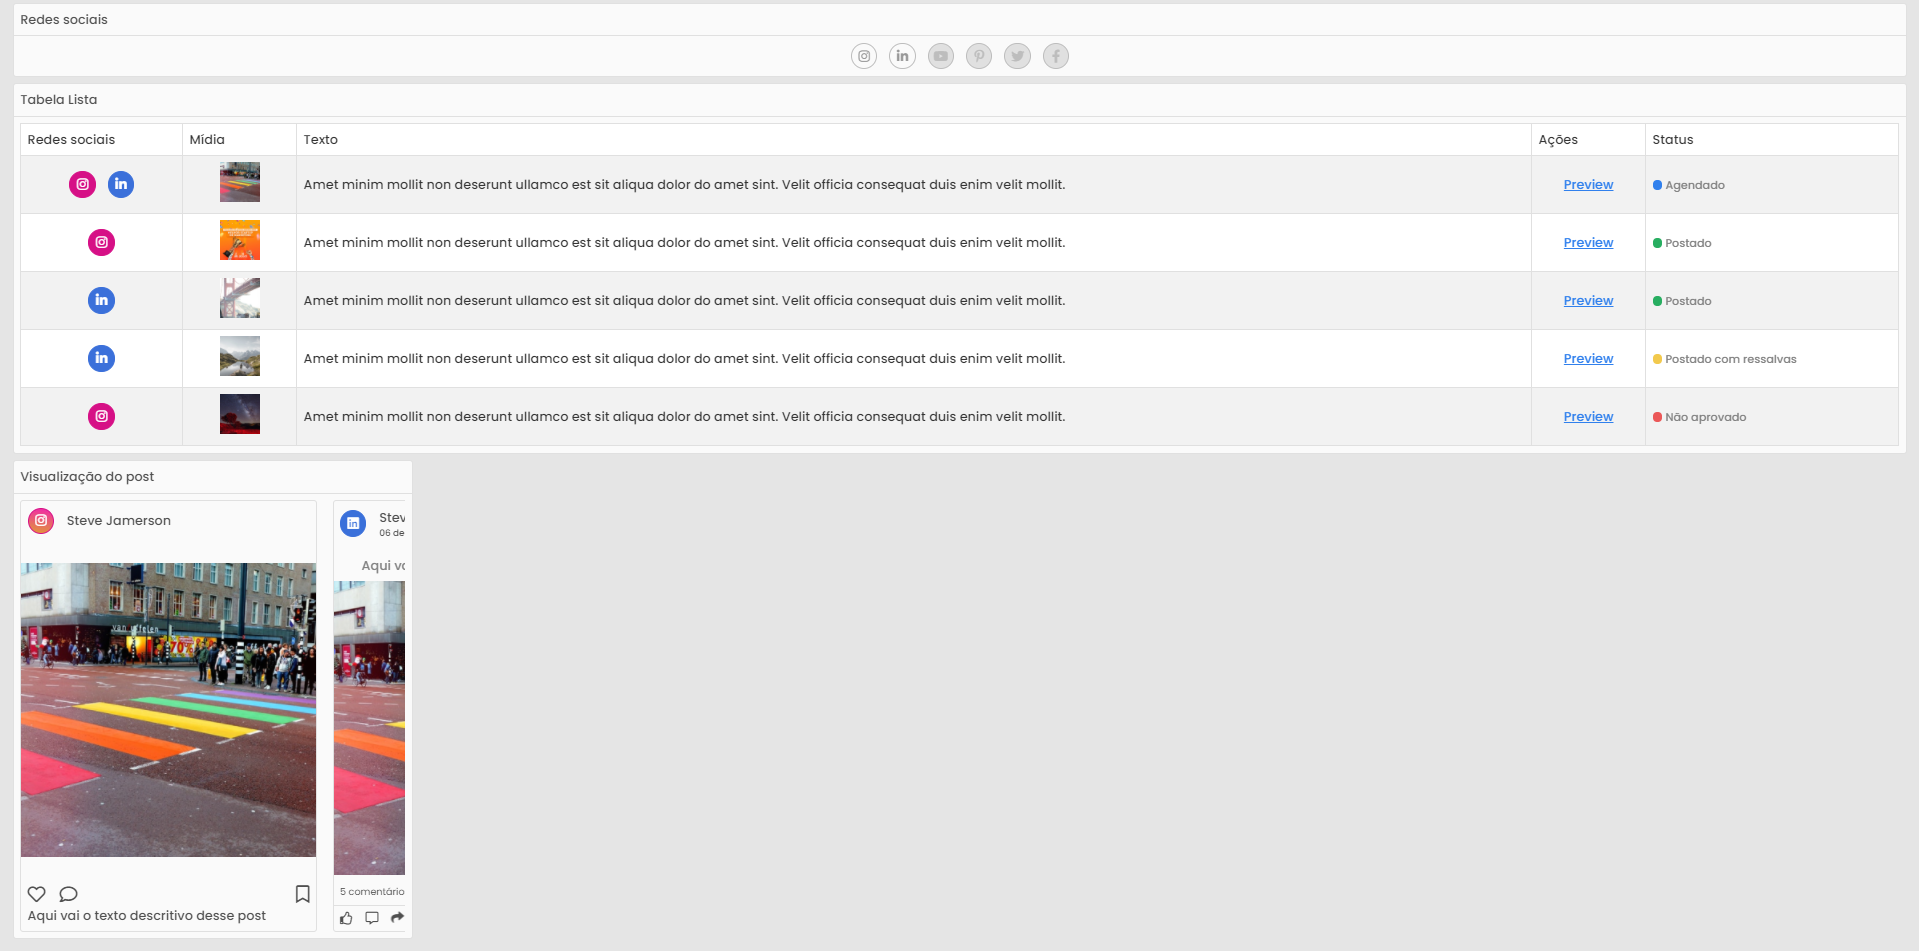 Redes sociais
Tabela Lista
Redes sociais Mídia Texto Ações Status
Amet minim mollit non deserunt ullamco est sit aliqua dolor do amet sint. Velit officia consequat duis enim velit mollit. Preview Agendado
Amet minim mollit non deserunt ullamco est sit aliqua dolor do amet sint. Velit officia consequat duis enim velit mollit. Preview Postado
Amet minim mollit non deserunt ullamco est sit aliqua dolor do amet sint. Velit officia consequat duis enim velit mollit. Preview Postado
Amet minim mollit non deserunt ullamco est sit aliqua dolor do amet sint. Velit officia consequat duis enim velit mollit. Preview Postado com ressalvas
Amet minim mollit non deserunt ullamco est sit aliqua dolor do amet sint. Velit officia consequat duis enim velit mollit. Preview Não aprovado
Visualização do post
Steve Jamerson
70%
Aqui vai o texto descritivo desse post
Stev
06 de
Aqui va
5 comentário